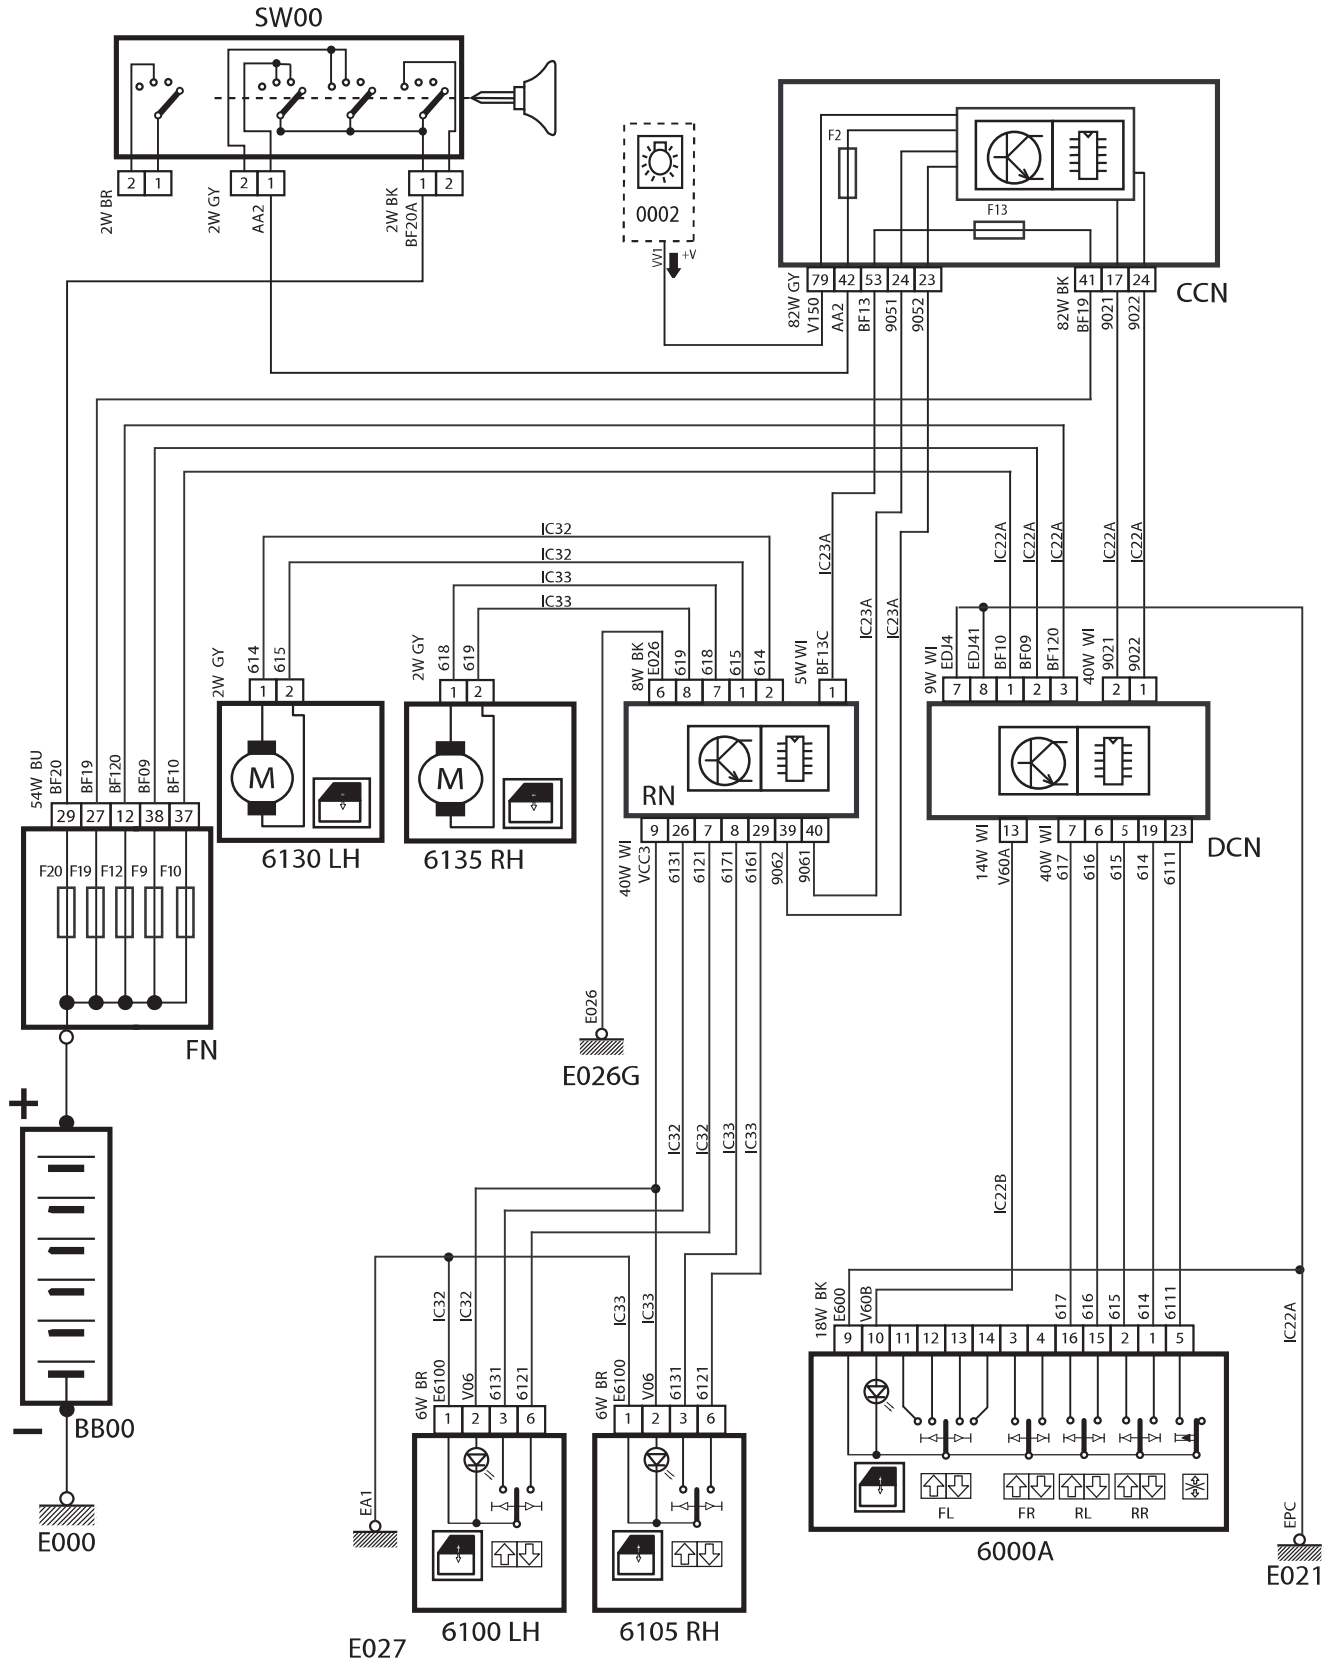 SW00
2 1
2 1
1 2
2W BR
2W GY
AA2
2W BK
BF20A
0002
VV1
+V
F2
F13
79 42 53 24 23
41 17 24
82W GY
V150
AA2
BF13
9051
9052
82W BK
BF19
9021
9022
CCN
IC32
IC32
IC33
IC33
IC23A
IC23A
IC23A
IC22A
IC22A
IC22A
IC22A
IC22A
2W GY
614
615
2W GY
618
619
8W BK
E026
619
618
615
614
5W WI
BF13C
9W WI
EDJ4
EDJ41
BF10
BF09
BF120
40W WI
9021
9022
1 2
1 2
6 8 7 1 2
1
7 8 1 2 3
2 1
M
M
6130 LH
6135 RH
RN
DCN
54W BU
BF20
BF19
BF120
BF09
BF10
29 27 12 38 37
F20 F19 F12 F9 F10
FN
9 26 7 8 29 39 40
40W WI
VCC3
6131
6121
6171
6161
9062
9061
13
7 6 5 19 23
14W WI
V60A
40W WI
617
616
615
614
6111
E026
E026G
+
BB00
−
E000
IC32
IC32
IC33
IC33
IC22B
IC32
IC32
IC33
IC33
IC22A
EPC
E021
EA1
E027
6W BR
E6100
V06
6131
6121
1 2 3 6
6100 LH
6W BR
E6100
V06
6131
6121
1 2 3 6
6105 RH
18W BK
E600
V60B
617
616
615
614
6111
9 10 11 12 13 14 3 4 16 15 2 1 5
FL FR RL RR
6000A